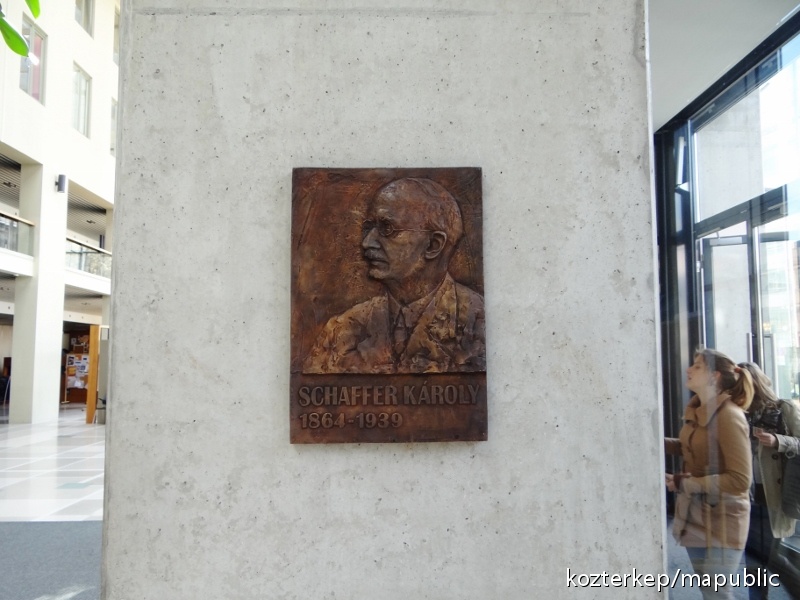 SCHAFFER KÁROLY
1864-1939
kozterkep/mapublic